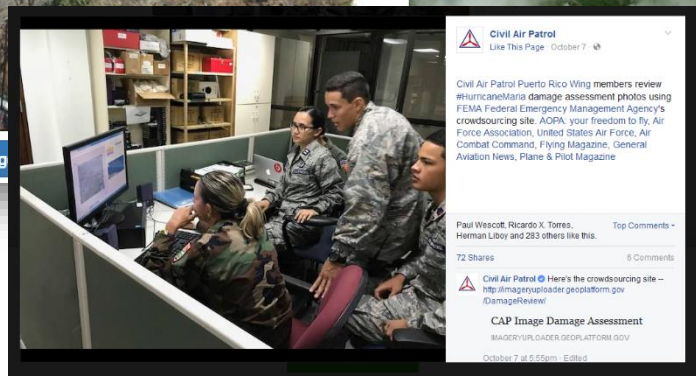 Civil Air Patrol
Like This Page · October 7 ·
Civil Air Patrol Puerto Rico Wing members review
#HurricaneMaria damage assessment photos using
FEMA Federal Emergency Management Agency's
crowdsourcing site. AOPA: your freedom to fly, Air
Force Association, United States Air Force, Air
Combat Command, Flying Magazine, General
Aviation News, Plane & Pilot Magazine
Paul Wescott, Ricardo X. Torres,
Herman Liboy and 283 others like this.
Top Comments
72 Shares
6 Comments
Civil Air Patrol Here's the crowdsourcing site --
http://imageryuploader.geoplatform.gov
/DamageReview/
CAP Image Damage Assessment
IMAGERYUPLOADER.GEOPLATFORM.GOV
October 7 at 5:55pm · Edited